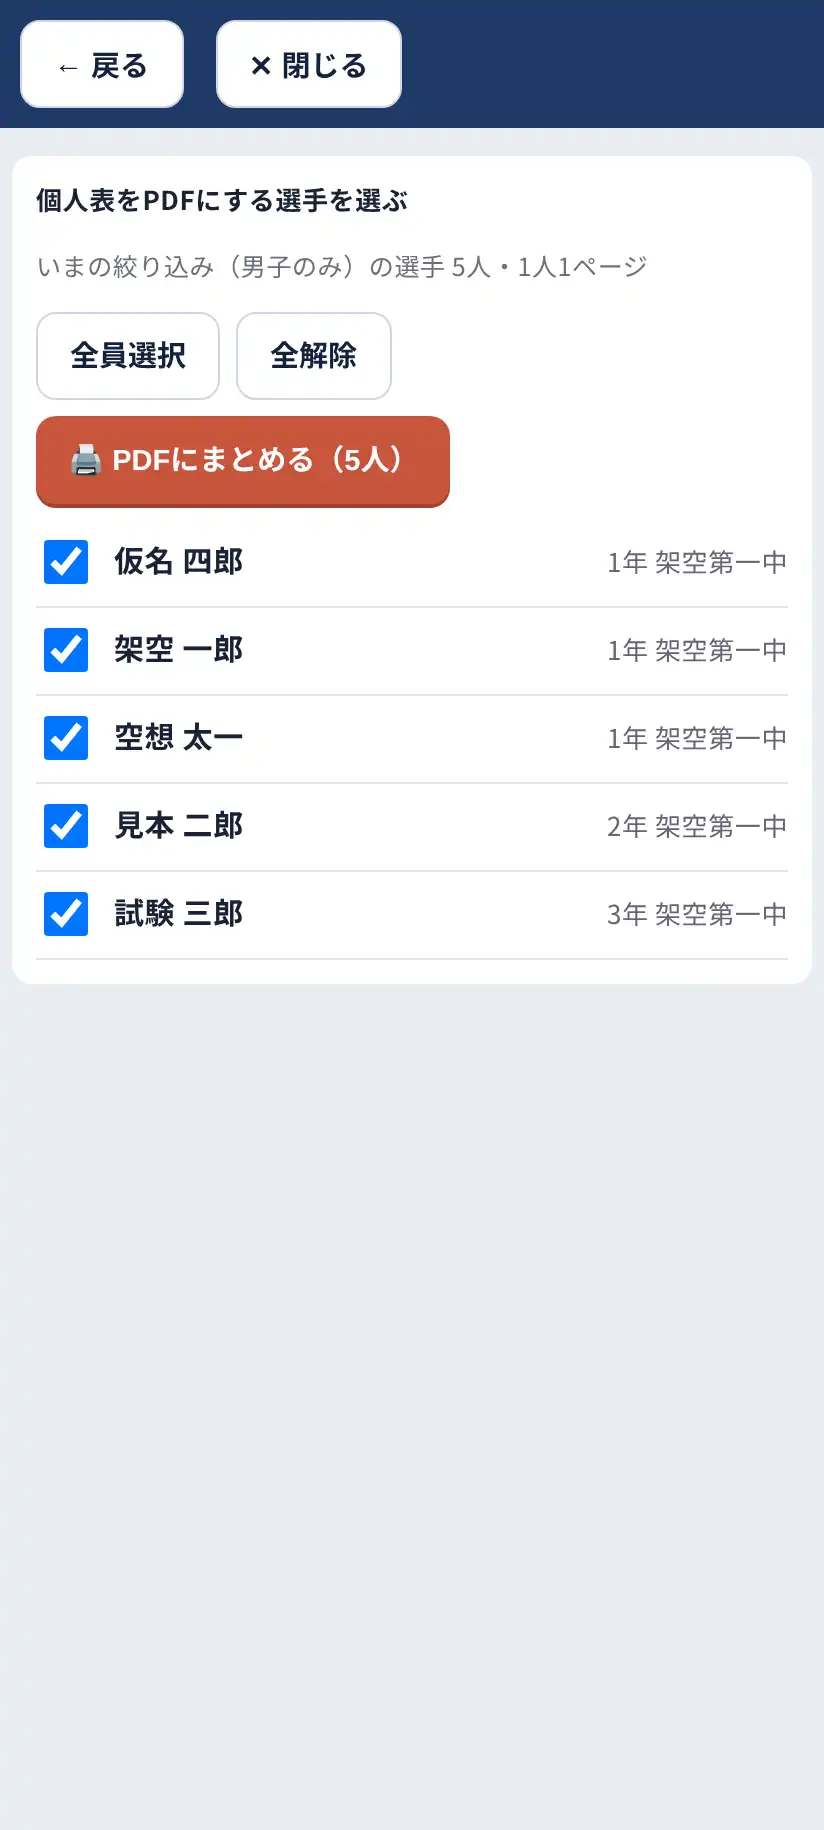 ← 戻る
✕ 閉じる
個人表をPDFにする選手を選ぶ
いまの絞り込み（男子のみ）の選手 5人・1人1ページ
全員選択
全解除
🖨️ PDFにまとめる（5人）
仮名 四郎 1年 架空第一中
架空 一郎 1年 架空第一中
空想 太一 1年 架空第一中
見本 二郎 2年 架空第一中
試験 三郎 3年 架空第一中